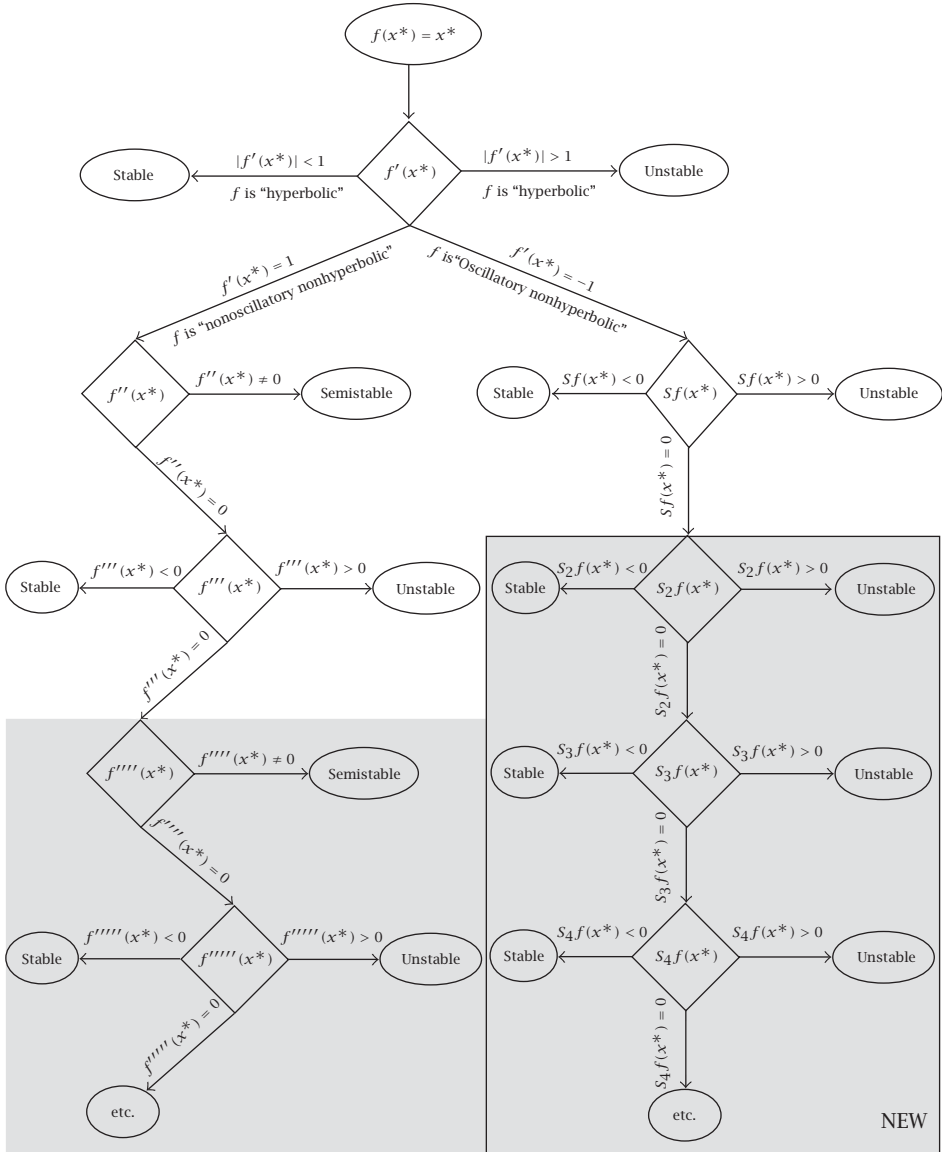 f(x*) = x*
|f′(x*)| < 1
f′(x*)
|f′(x*)| > 1
Stable
Unstable
f is “hyperbolic”
f is “hyperbolic”
f′(x*) = 1
f is “nonoscillatory nonhyperbolic”
f′(x*) = −1
f is “Oscillatory nonhyperbolic”
f′′(x*)
f′′(x*) ≠ 0
Semistable
Stable
Sf(x*) < 0
Sf(x*)
Sf(x*) > 0
Unstable
f′′(x*) = 0
Sf(x*) = 0
Stable
f′′′(x*) < 0
f′′′(x*)
f′′′(x*) > 0
Unstable
Stable
S2f(x*) < 0
S2f(x*)
S2f(x*) > 0
Unstable
f′′′(x*) = 0
S2f(x*) = 0
f′′′′(x*)
f′′′′(x*) ≠ 0
Semistable
Stable
S3f(x*) < 0
S3f(x*)
S3f(x*) > 0
Unstable
f′′′′(x*) = 0
S3f(x*) = 0
Stable
f′′′′′(x*) < 0
f′′′′′(x*)
f′′′′′(x*) > 0
Unstable
Stable
S4f(x*) < 0
S4f(x*)
S4f(x*) > 0
Unstable
f′′′′′(x*) = 0
S4f(x*) = 0
etc.
etc.
NEW